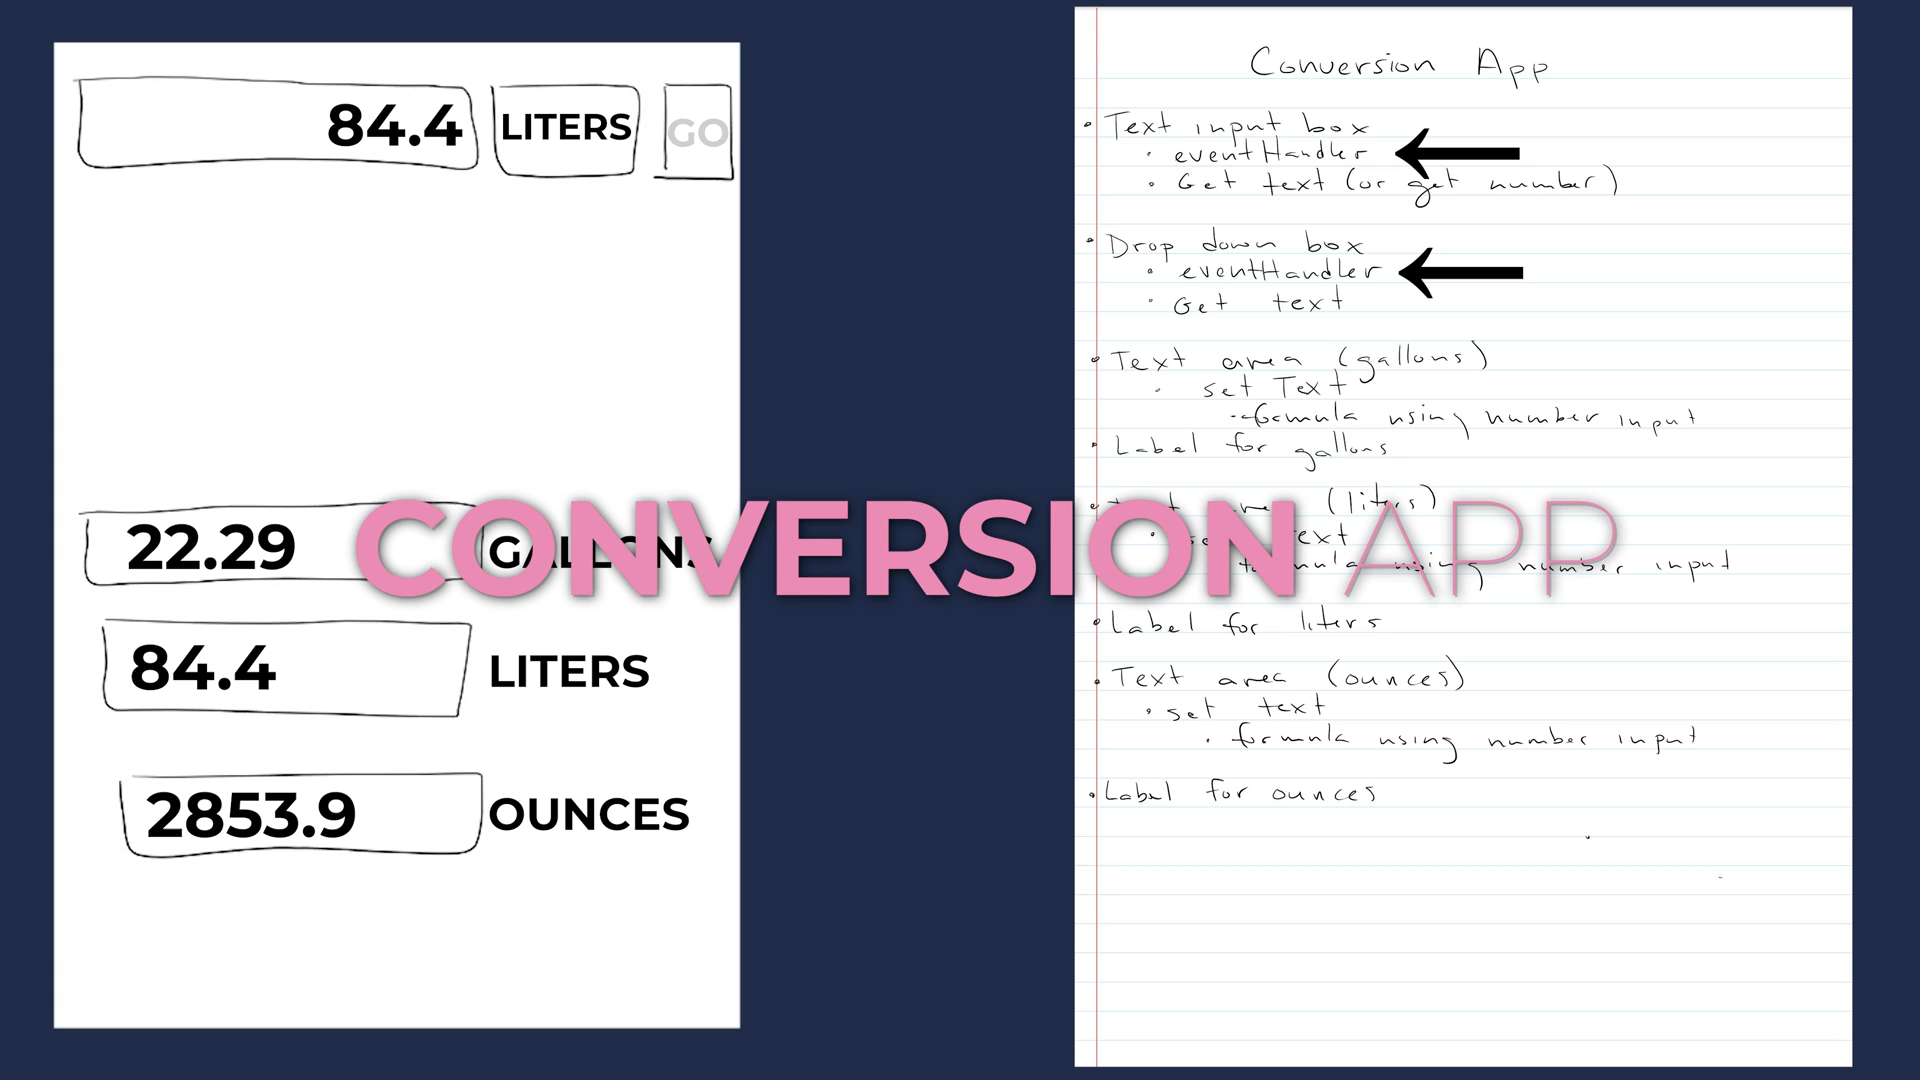 84.4 LITERS GO
22.29 GALLONS
84.4 LITERS
2853.9 OUNCES
CONVERSION APP
Conversion App
• Text input box
• eventHandler
• Get text (or get number)
• Drop down box
• eventHandler
• Get text
• Text area (gallons)
• set Text
• formula using number input
• Label for gallons
(liters)
using number input
• Label for liters
• Text area (ounces)
• set text
• formula using number input
• Label for ounces